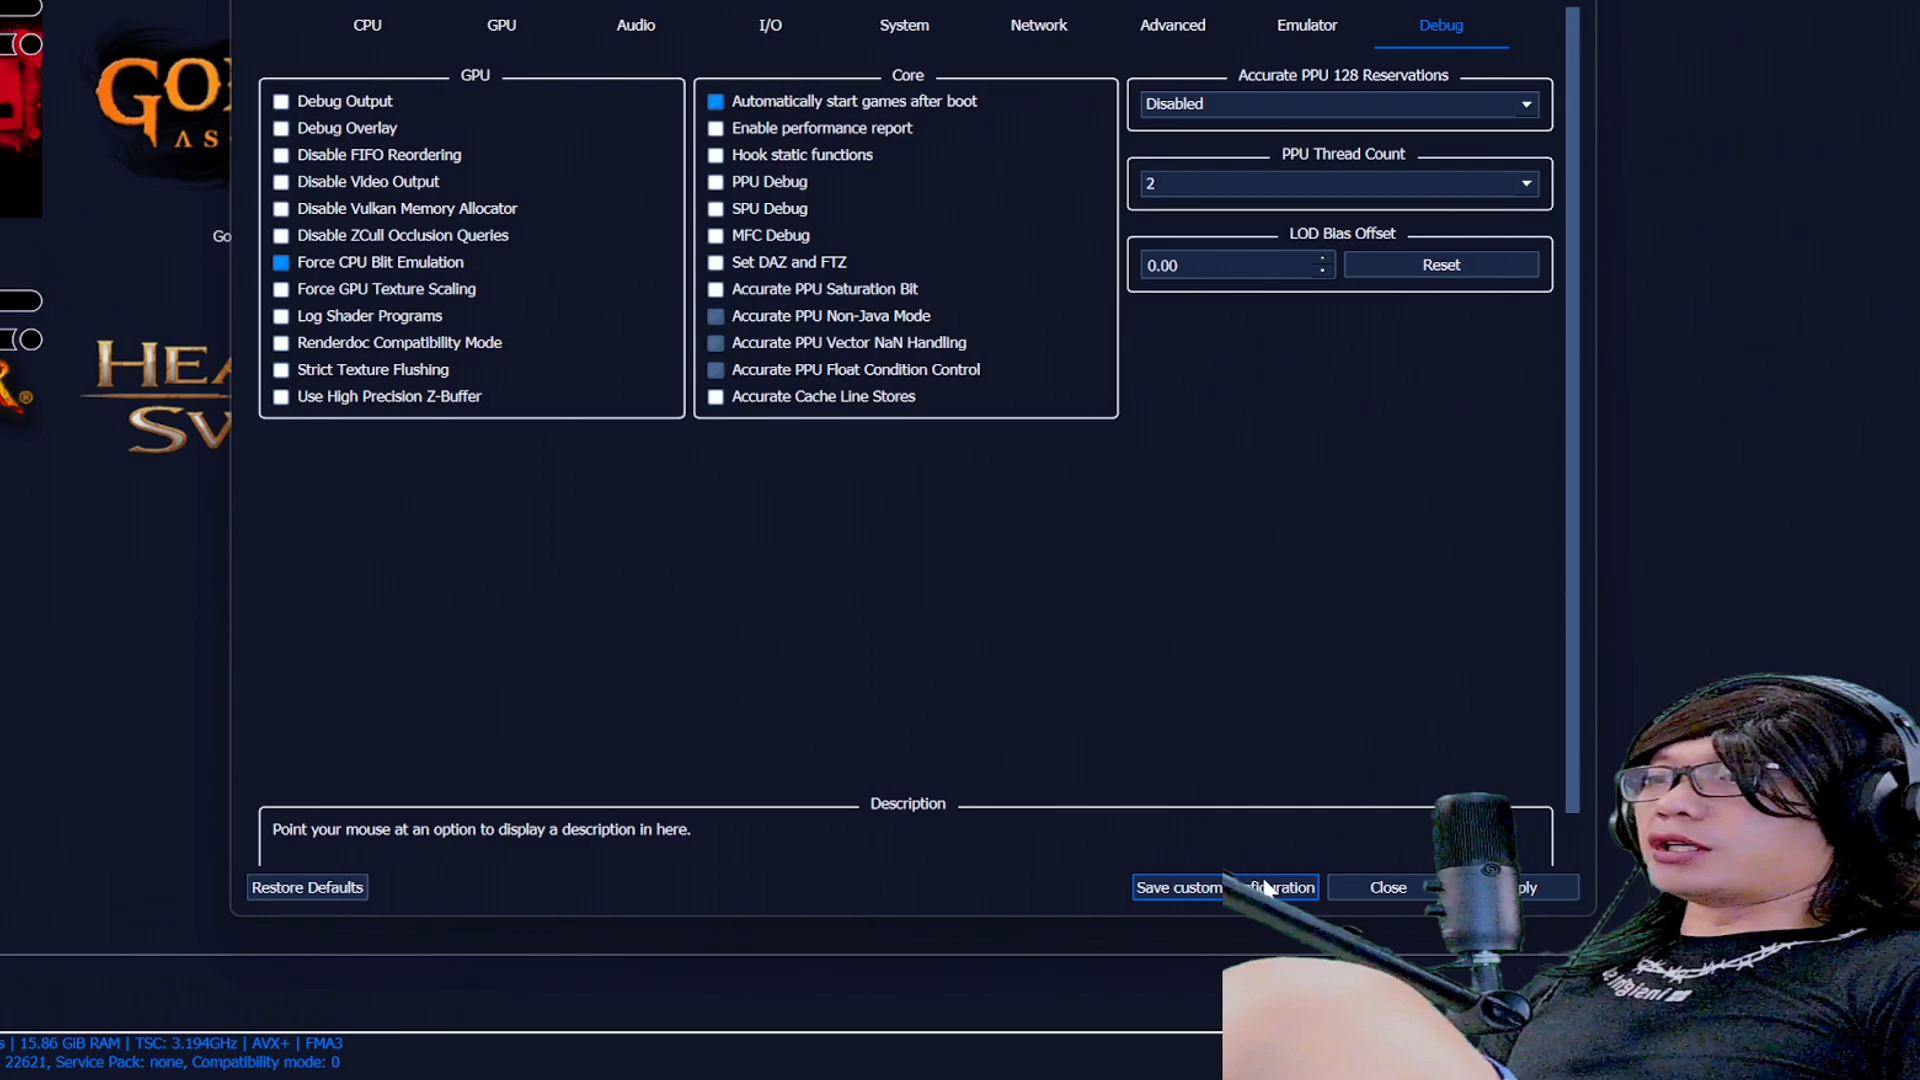 CPU GPU Audio I/O System Network Advanced Emulator Debug
GPU
Debug Output
Debug Overlay
Disable FIFO Reordering
Disable Video Output
Disable Vulkan Memory Allocator
Disable ZCull Occlusion Queries
Force CPU Blit Emulation
Force GPU Texture Scaling
Log Shader Programs
Renderdoc Compatibility Mode
Strict Texture Flushing
Use High Precision Z-Buffer
Core
Automatically start games after boot
Enable performance report
Hook static functions
PPU Debug
SPU Debug
MFC Debug
Set DAZ and FTZ
Accurate PPU Saturation Bit
Accurate PPU Non-Java Mode
Accurate PPU Vector NaN Handling
Accurate PPU Float Condition Control
Accurate Cache Line Stores
Accurate PPU 128 Reservations
Disabled
PPU Thread Count
2
LOD Bias Offset
0.00 Reset
Description
Point your mouse at an option to display a description in here.
Restore Defaults Save custom Close
15.86 GiB RAM | TSC: 3.194GHz | AVX+ | FMA3
22621, Service Pack: none, Compatibility mode: 0